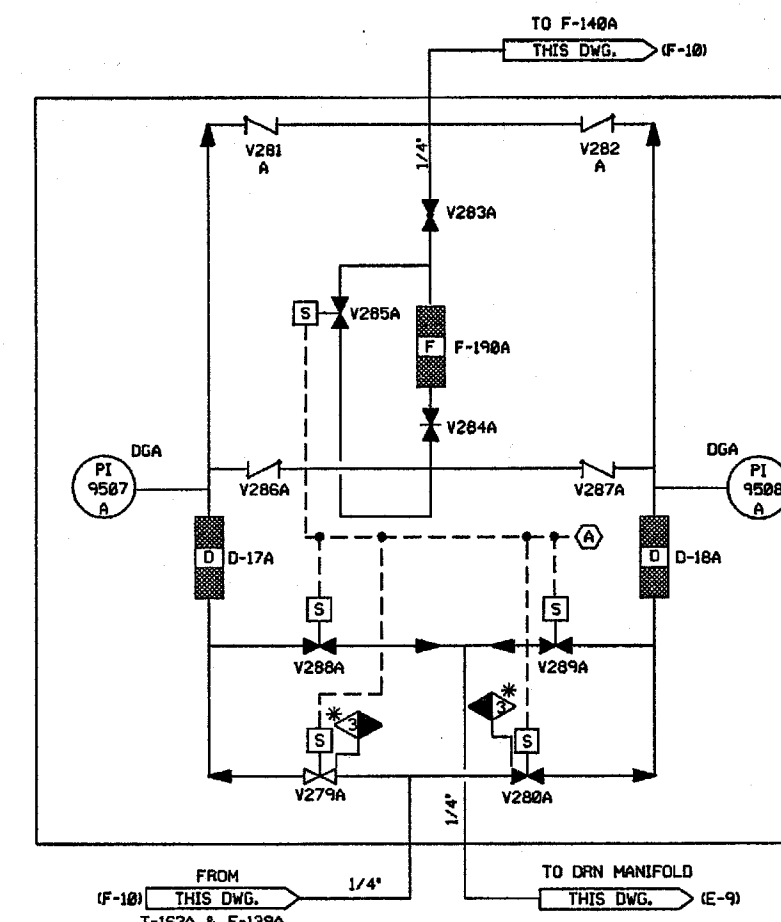 TO F-140A
THIS DWG.
(F-10)
V281
A
V282
A
1/4"
V283A
S
V285A
F
F-190A
V284A
DGA
DGA
PI
9507
A
V286A
V287A
PI
9508
A
D
D-17A
A
D
D-18A
S
S
V288A
V289A
*
3
3
*
S
S
V279A
V280A
1/4"
FROM
TO DRN MANIFOLD
(F-10)
THIS DWG.
1/4"
THIS DWG.
(E-9)